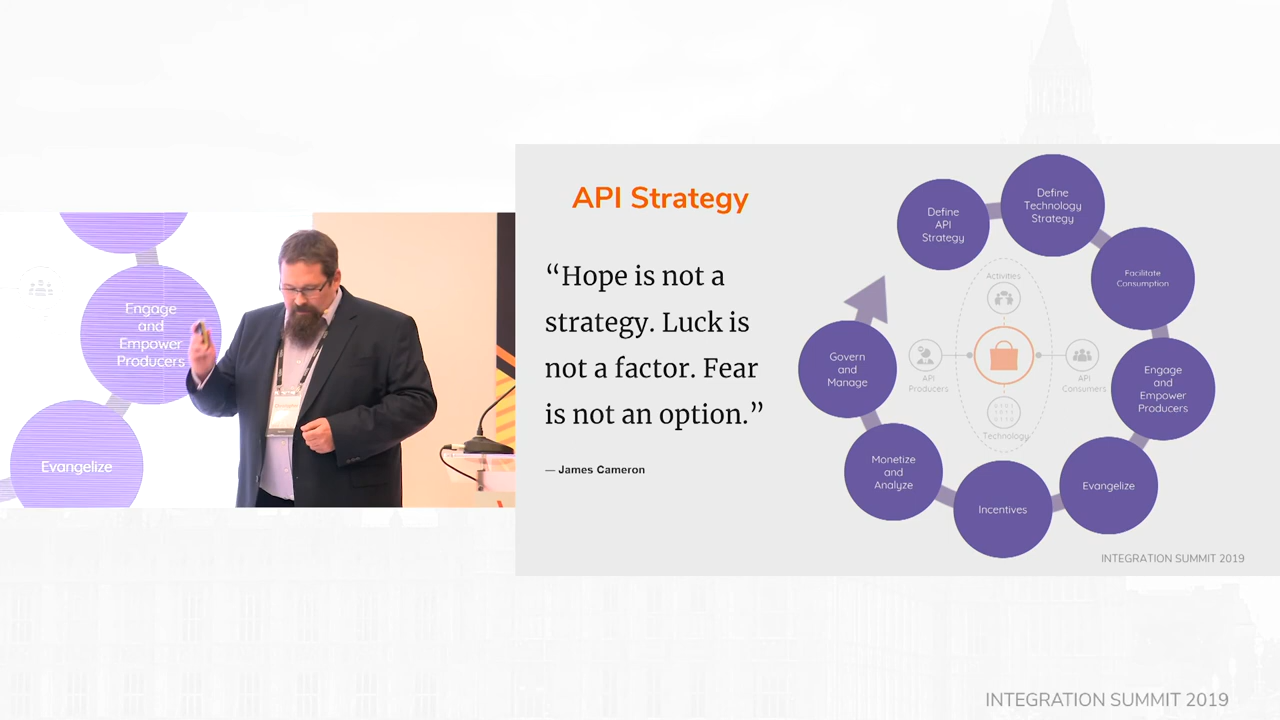 Engage
and
Empower
Producers
Evangelize
API Strategy
“Hope is not a
strategy. Luck is
not a factor. Fear
is not an option.”
— James Cameron
Define
API
Strategy
Define
Technology
Strategy
Facilitate
Consumption
Engage
and
Empower
Producers
Evangelize
Incentives
Monetize
and
Analyze
Govern
and
Manage
Activities
API
Producers
API
Consumers
Technology
INTEGRATION SUMMIT 2019
INTEGRATION SUMMIT 2019